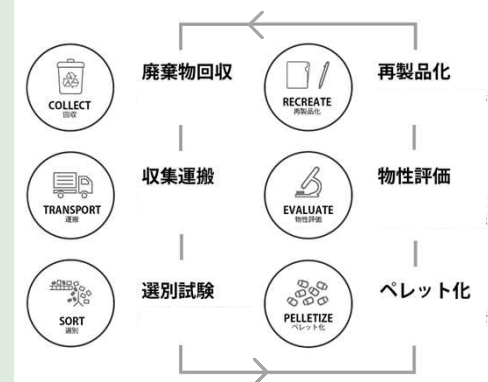 COLLECT
回収
廃棄物回収
TRANSPORT
運搬
収集運搬
SORT
選別
選別試験
RECREATE
再製品化
再製品化
EVALUATE
物性評価
物性評価
PELLETIZE
ペレット化
ペレット化